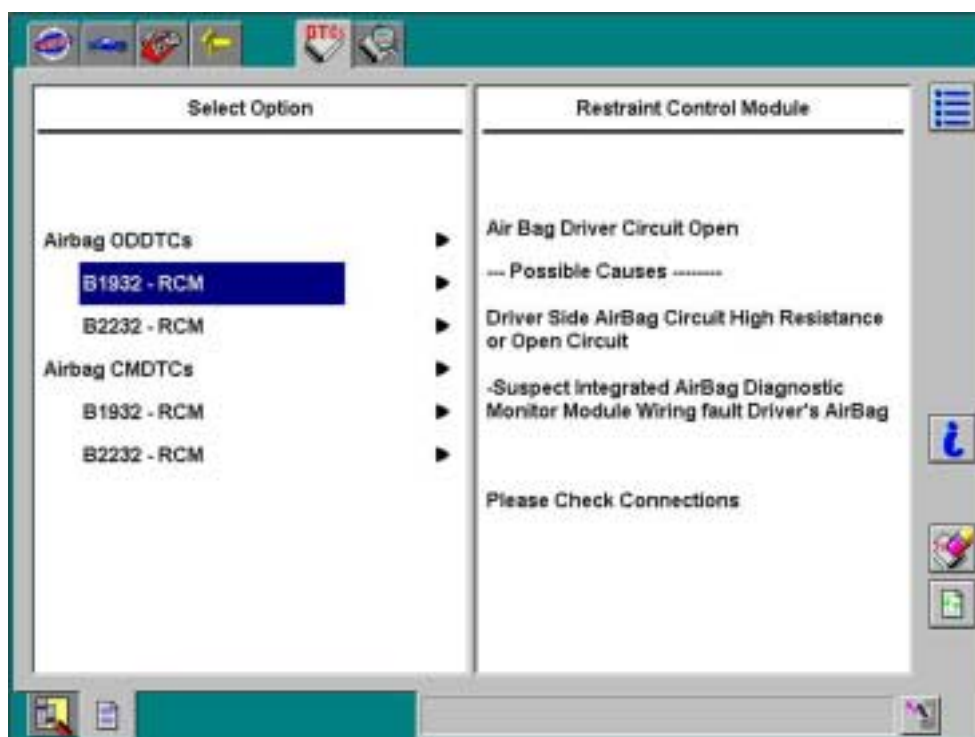 DTCs
Select Option
Airbag ODDTCs
B1932 - RCM
B2232 - RCM
Airbag CMDTCs
B1932 - RCM
B2232 - RCM
Restraint Control Module
Air Bag Driver Circuit Open
--- Possible Causes --------
Driver Side AirBag Circuit High Resistance
or Open Circuit
-Suspect Integrated AirBag Diagnostic
Monitor Module Wiring fault Driver's AirBag
Please Check Connections